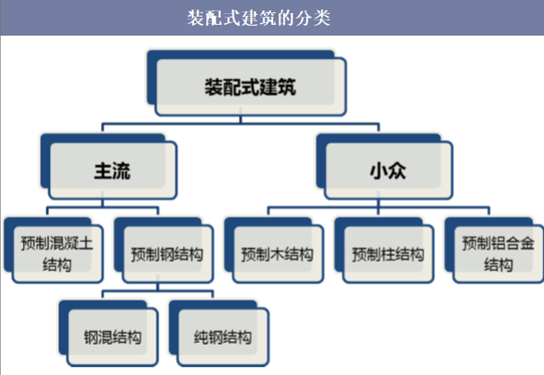 装配式建筑的分类
装配式建筑
主流
小众
预制混凝土
结构
预制钢结构
预制木结构
预制柱结构
预制铝合金
结构
钢混结构
纯钢结构